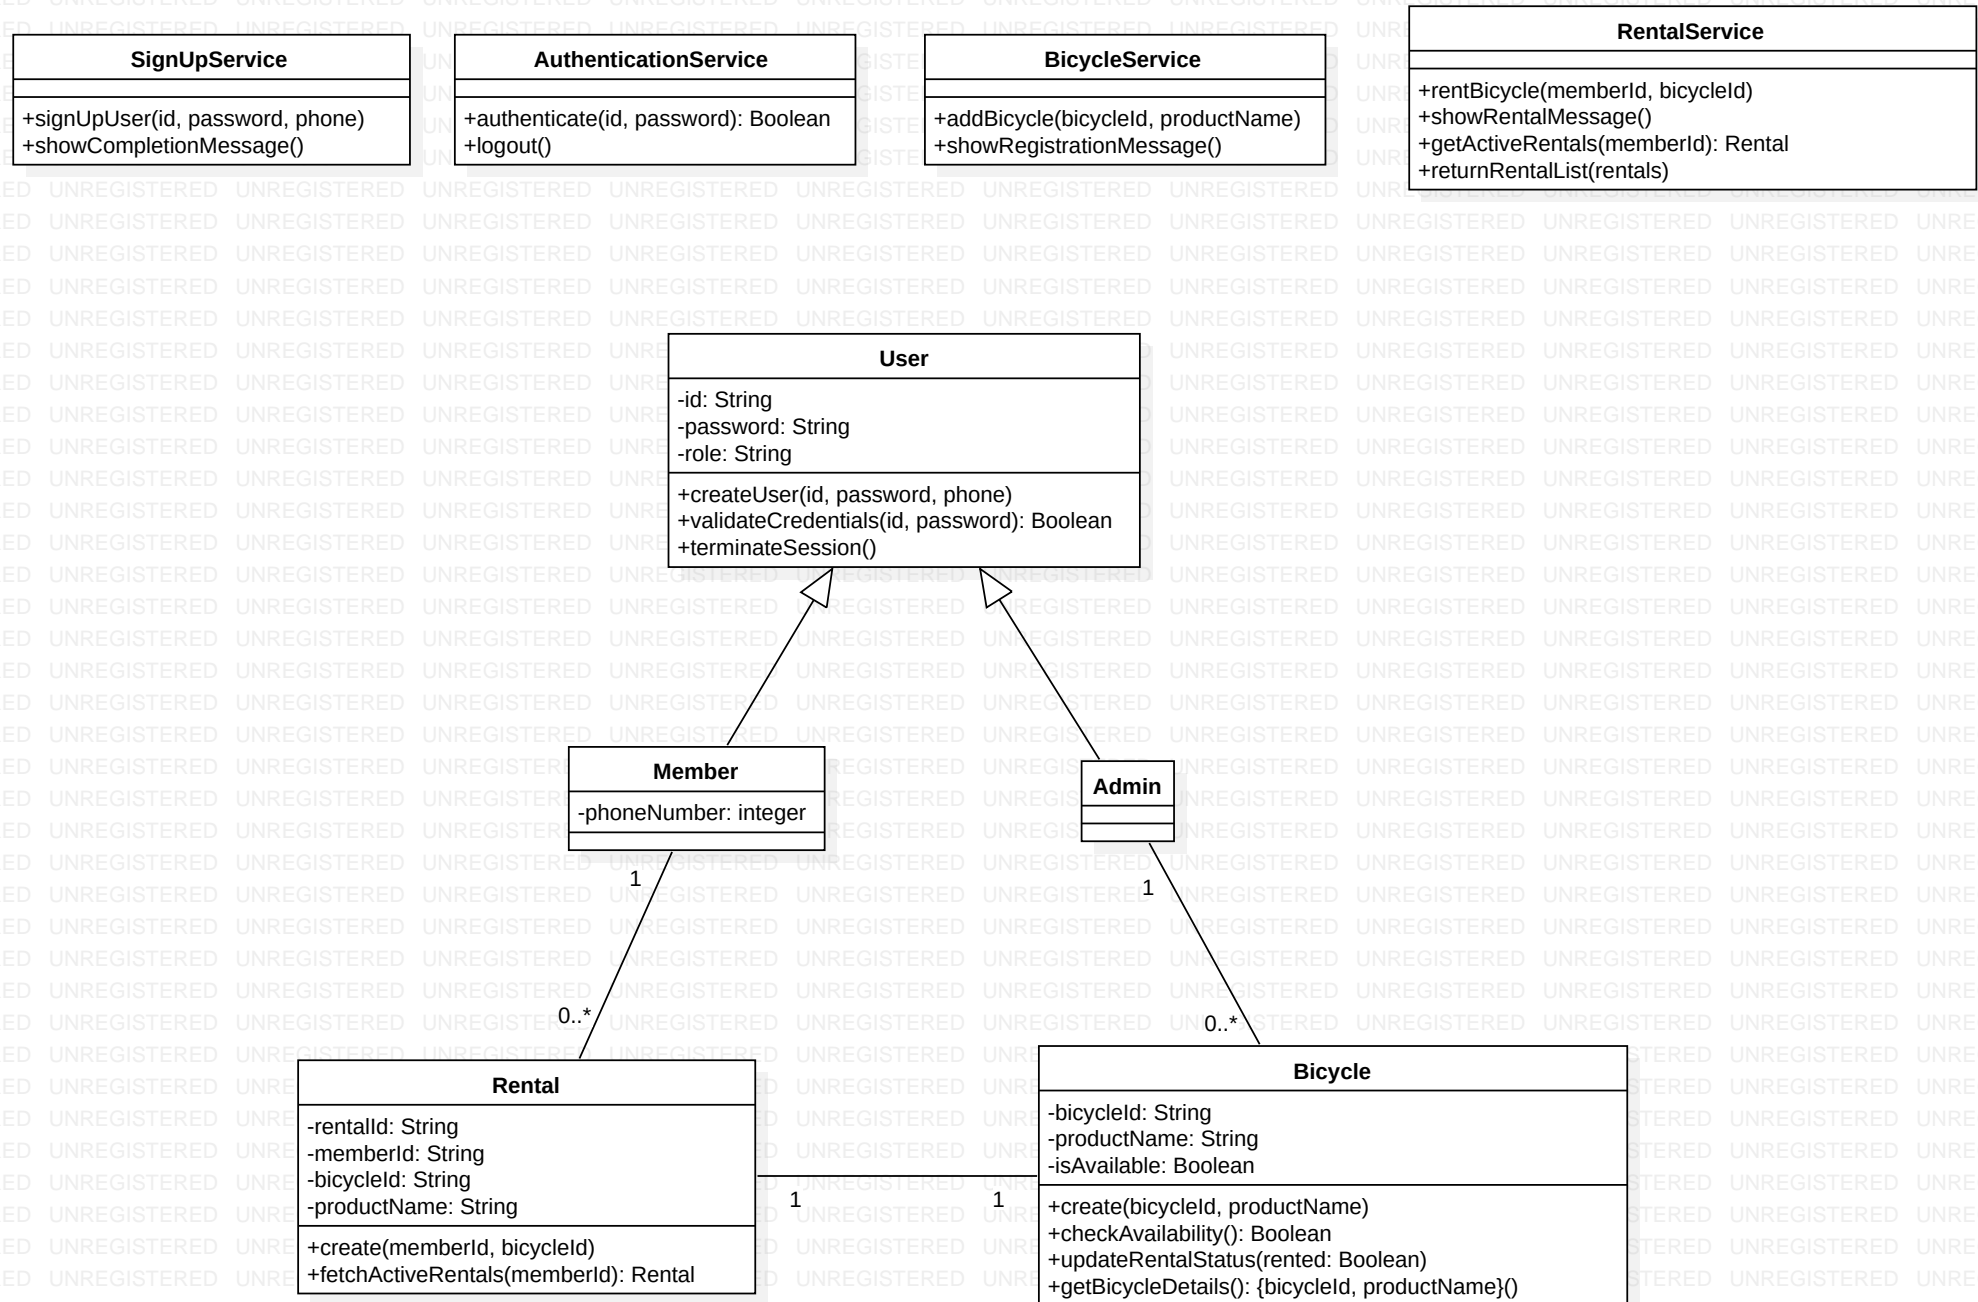 SignUpService
+signUpUser(id, password, phone)
+showCompletionMessage()
AuthenticationService
+authenticate(id, password): Boolean
+logout()
BicycleService
+addBicycle(bicycleId, productName)
+showRegistrationMessage()
RentalService
+rentBicycle(memberId, bicycleId)
+showRentalMessage()
+getActiveRentals(memberId): Rental
+returnRentalList(rentals)
User
-id: String
-password: String
-role: String
+createUser(id, password, phone)
+validateCredentials(id, password): Boolean
+terminateSession()
Member
-phoneNumber: integer
Admin
1
1
0..*
0..*
Rental
-rentalId: String
-memberId: String
-bicycleId: String
-productName: String
+create(memberId, bicycleId)
+fetchActiveRentals(memberId): Rental
1
1
Bicycle
-bicycleId: String
-productName: String
-isAvailable: Boolean
+create(bicycleId, productName)
+checkAvailability(): Boolean
+updateRentalStatus(rented: Boolean)
+getBicycleDetails(): {bicycleId, productName}()
UNREGISTERED